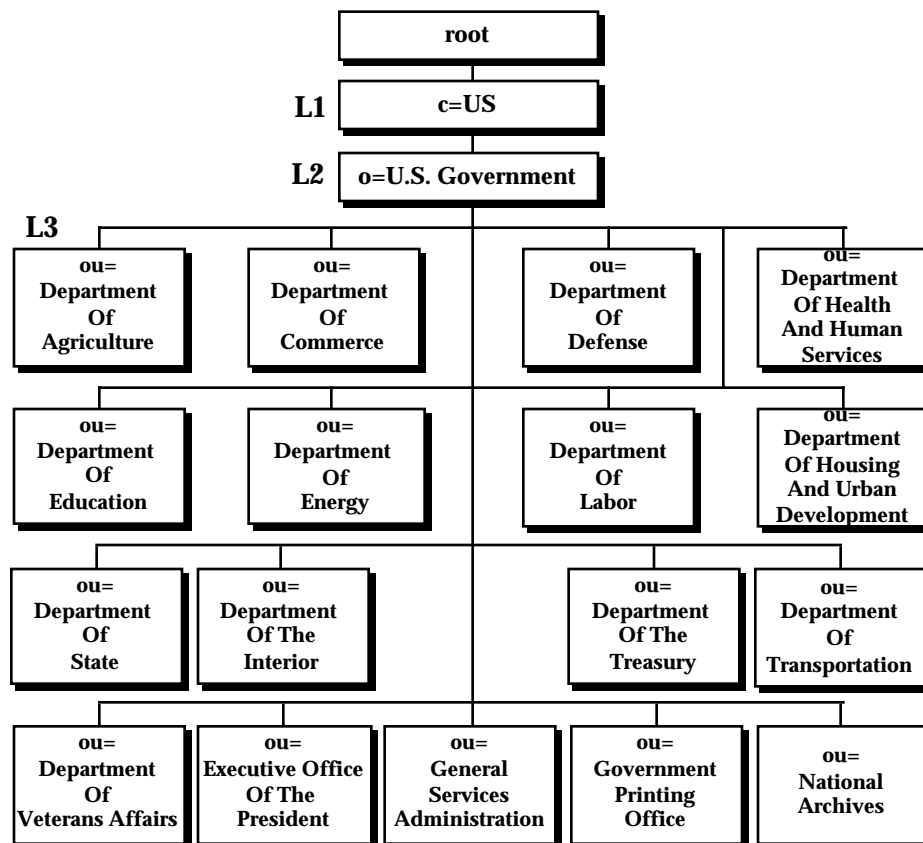 root
L1
c=US
L2
o=U.S. Government
L3
ou=
Department
Of
Agriculture
ou=
Department
Of
Commerce
ou=
Department
Of
Defense
ou=
Department
Of Health
And Human
Services
ou=
Department
Of
Education
ou=
Department
Of
Energy
ou=
Department
Of
Labor
ou=
Department
Of Housing
And Urban
Development
ou=
Department
Of
State
ou=
Department
Of The
Interior
ou=
Department
Of The
Treasury
ou=
Department
Of
Transportation
ou=
Department
Of
Veterans Affairs
ou=
Executive Office
Of The
President
ou=
General
Services
Administration
ou=
Government
Printing
Office
ou=
National
Archives